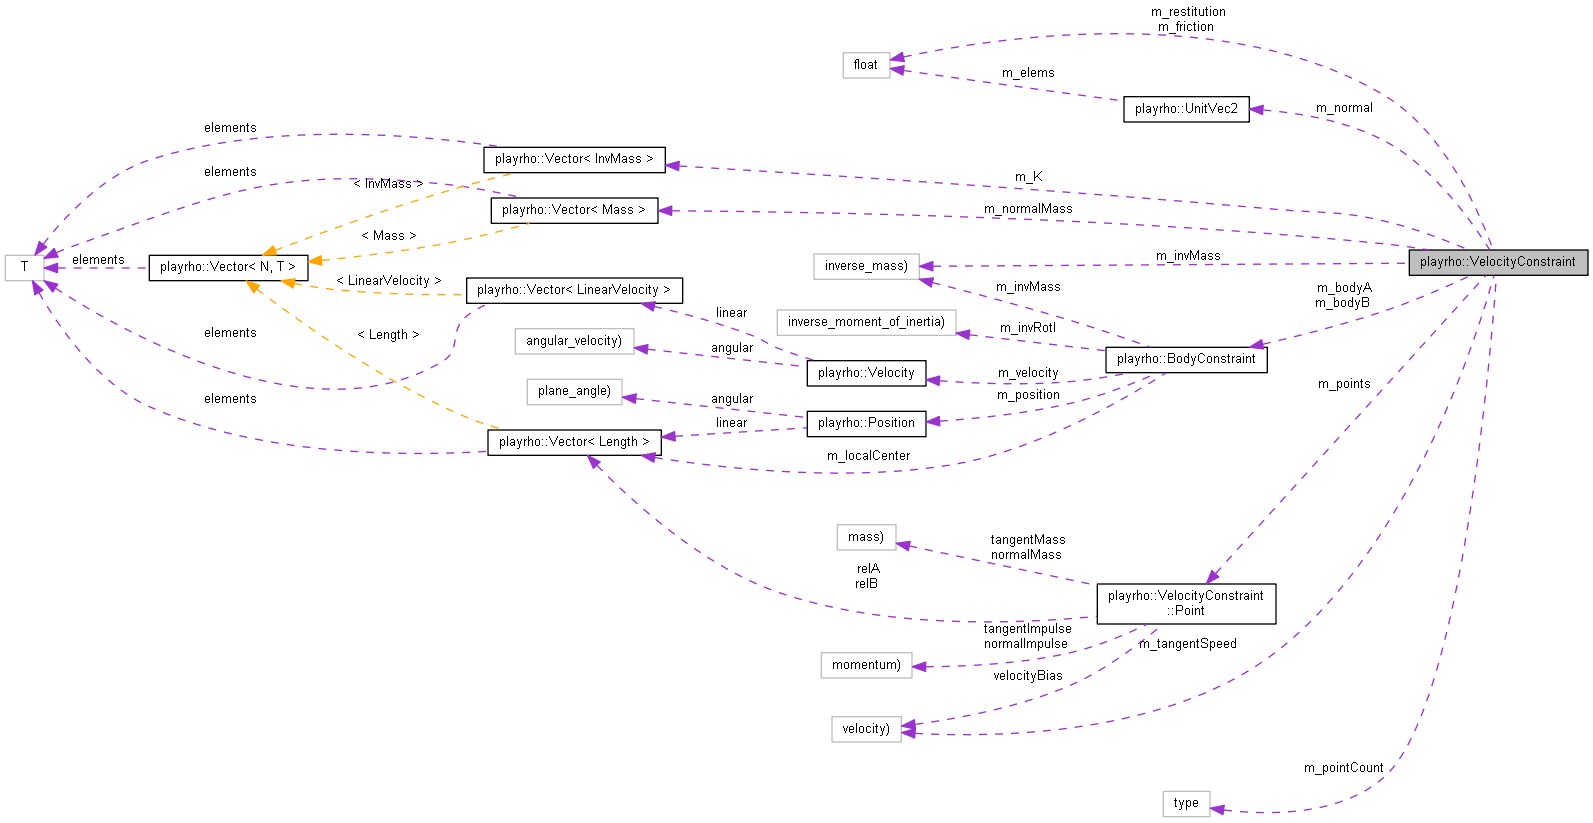 m_restitution
m_friction
float
m_elems
playrho::UnitVec2
m_normal
elements
playrho::Vector< InvMass >
elements
< InvMass >
m_K
playrho::Vector< Mass >
m_normalMass
< Mass >
T
elements
playrho::Vector< N, T >
inverse_mass)
m_invMass
playrho::VelocityConstraint
< LinearVelocity >
playrho::Vector< LinearVelocity >
m_invMass
m_bodyA
m_bodyB
linear
inverse_moment_of_inertia)
m_invRotI
elements
< Length >
angular_velocity)
angular
playrho::Velocity
m_velocity
playrho::BodyConstraint
plane_angle)
angular
m_position
m_points
elements
linear
playrho::Position
playrho::Vector< Length >
m_localCenter
mass)
tangentMass
normalMass
relA
relB
playrho::VelocityConstraint
::Point
tangentImpulse
normalImpulse
m_tangentSpeed
momentum)
velocityBias
velocity)
m_pointCount
type